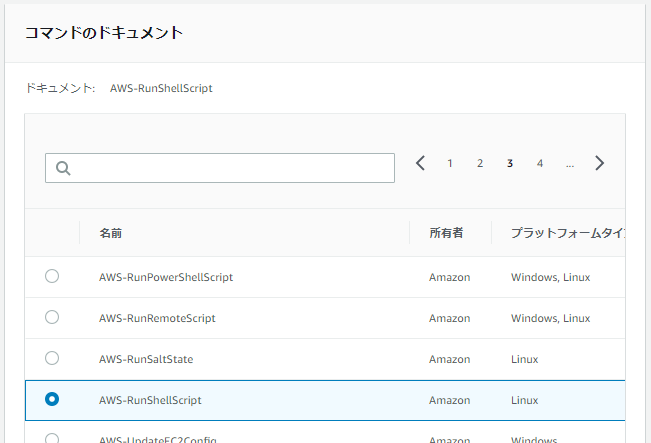 コマンドのドキュメント
ドキュメント: AWS-RunShellScript
1 2 3 4 ...
名前 所有者 プラットフォームタイ
AWS-RunPowerShellScript Amazon Windows, Linux
AWS-RunRemoteScript Amazon Windows, Linux
AWS-RunSaltState Amazon Linux
AWS-RunShellScript Amazon Linux
AWS-UpdateEC2Config Amazon Windows